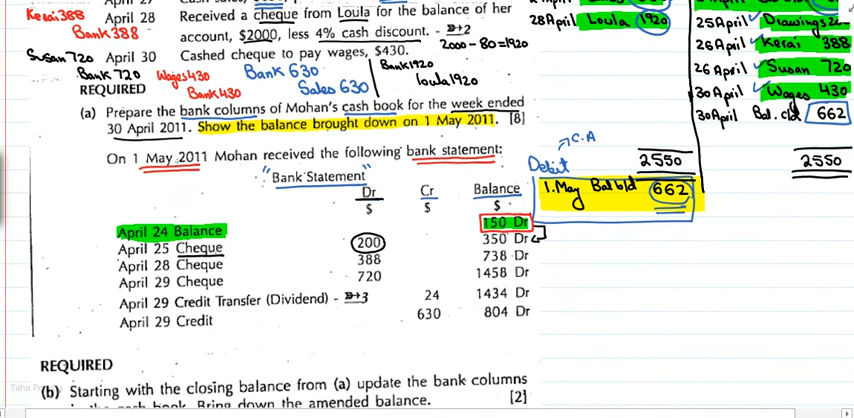 Kerai 388 April 28 Received a cheque from Loula for the balance of her
Bank 388 account, $2000, less 4% cash discount. - D+2
2000 - 80 = 1920
Susan 720 April 30 Cashed cheque to pay wages, $430.
Bank 720 Wages 430 Bank 630 Bank 1920
REQUIRED Bank 430 Sales 630 Loula 1920
(a) Prepare the bank columns of Mohan's cash book for the week ended
30 April 2011. Show the balance brought down on 1 May 2011. [8]
On 1 May 2011 Mohan received the following bank statement:
"Bank Statement"
Dr Cr Balance
$ $ $
April 24 Balance 150 Dr
April 25 Cheque 200 350 Dr
April 28 Cheque 388 738 Dr
April 29 Cheque 720 1458 Dr
April 29 Credit Transfer (Dividend) - D+3 24 1434 Dr
April 29 Credit 630 804 Dr
REQUIRED
(b) Starting with the closing balance from (a) update the bank columns
Bring down the amended balance. [2]
28 April Loula 1920
25 April Drawings
26 April Kerai 388
26 April Susan 720
30 April Wages 430
30 April Bal. c/d 662
C.A
Debit
2550 2550
1. May Bal b/d 662